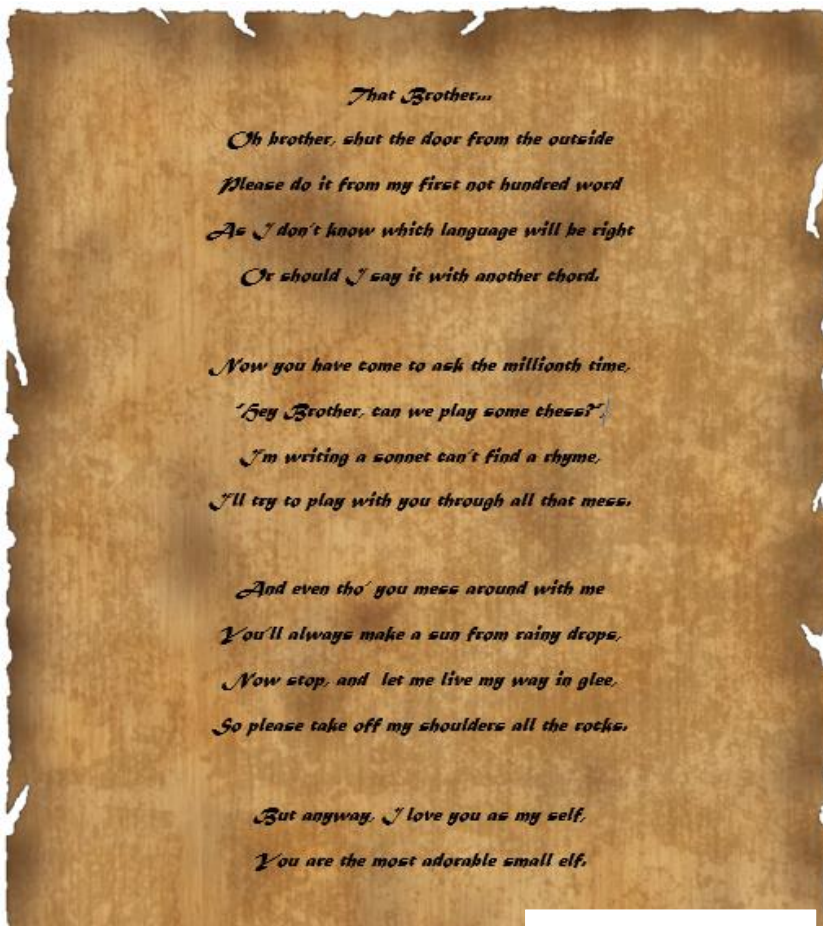 That Brother...
Oh brother, shut the door from the outside
Please do it from my first not hundred word
As I don't know which language will be right
Or should I say it with another chord.
Now you have come to ask the millionth time,
"Hey Brother, can we play some chess?",
I'm writing a sonnet can't find a rhyme,
I'll try to play with you through all that mess.
And even tho' you mess around with me
You'll always make a sun from rainy drops,
Now stop, and let me live my way in glee,
So please take off my shoulders all the rocks.
But anyway, I love you as my self,
You are the most adorable small elf.